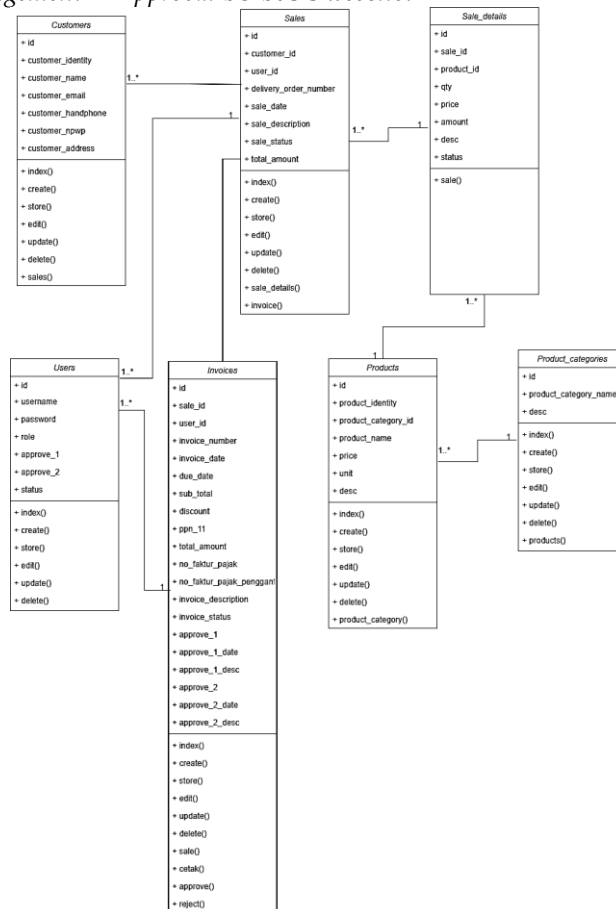 Customers
+ id
+ customer_identity
+ customer_name
+ customer_email
+ customer_handphone
+ customer_npwp
+ customer_address
+ index()
+ create()
+ store()
+ edit()
+ update()
+ delete()
+ sales()
1..*
Sales
+ id
+ customer_id
+ user_id
+ delivery_order_number
+ sale_date
+ sale_description
+ sale_status
+ total_amount
+ index()
+ create()
+ store()
+ edit()
+ update()
+ delete()
+ sale_details()
+ invoice()
1
1..*
1
Sale_details
+ id
+ sale_id
+ product_id
+ qty
+ price
+ amount
+ desc
+ status
+ sale()
1..*
1
Users
+ id
+ username
+ password
+ role
+ approve_1
+ approve_2
+ status
+ index()
+ create()
+ store()
+ edit()
+ update()
+ delete()
1..*
1..*
1
Invoices
+ id
+ sale_id
+ user_id
+ invoice_number
+ invoice_date
+ due_date
+ sub_total
+ discount
+ ppn_11
+ total_amount
+ no_faktur_pajak
+ no_faktur_pajak_penggant
+ invoice_description
+ invoice_status
+ approve_1
+ approve_1_date
+ approve_1_desc
+ approve_2
+ approve_2_date
+ approve_2_desc
+ index()
+ create()
+ store()
+ edit()
+ update()
+ delete()
+ sale()
+ cetak()
+ approve()
+ reject()
Products
+ id
+ product_identity
+ product_category_id
+ product_name
+ price
+ unit
+ desc
+ index()
+ create()
+ store()
+ edit()
+ update()
+ delete()
+ product_category()
1..*
1
Product_categories
+ id
+ product_category_name
+ desc
+ index()
+ create()
+ store()
+ edit()
+ update()
+ delete()
+ products()